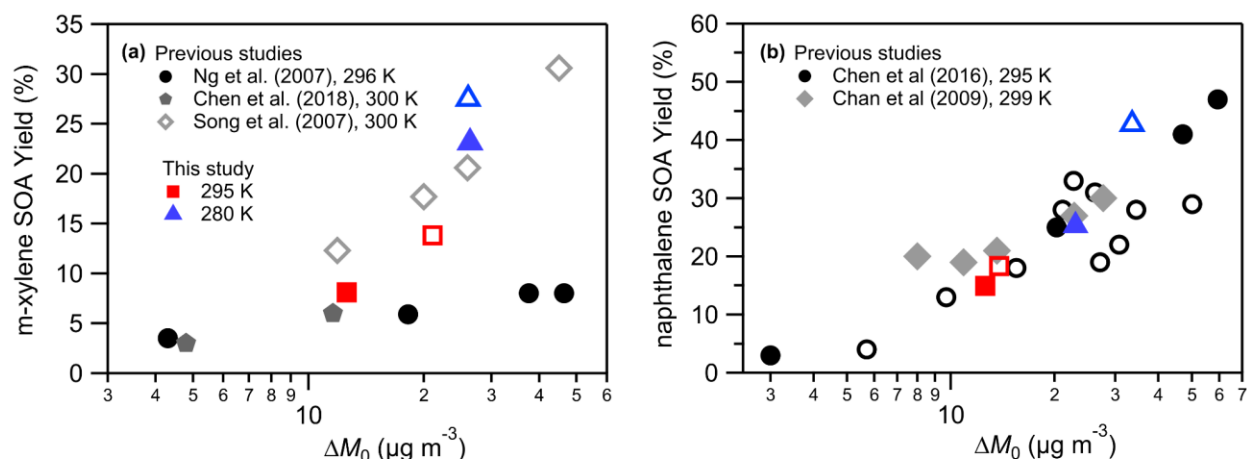 (a) Previous studies
Ng et al. (2007), 296 K
Chen et al. (2018), 300 K
Song et al. (2007), 300 K
This study
295 K
280 K
m-xylene SOA Yield (%)
35
30
25
20
15
10
5
0
3 4 5 6 7 8 9 10 2 3 4 5 6
ΔM₀ (µg m⁻³)
(b) Previous studies
Chen et al (2016), 295 K
Chan et al (2009), 299 K
naphthalene SOA Yield (%)
60
50
40
30
20
10
0
3 4 5 6 7 8 9 10 2 3 4 5 6 7
ΔM₀ (µg m⁻³)